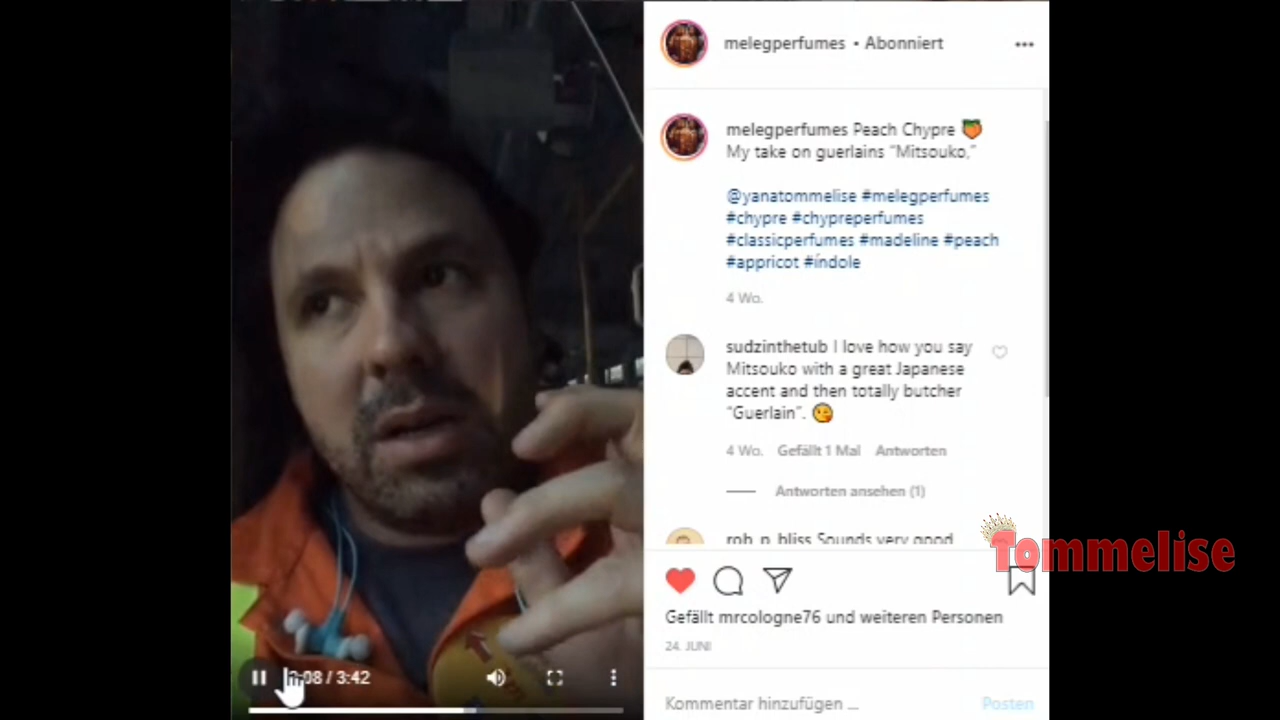 melegperfumes • Abonniert
melegperfumes Peach Chypre 🍑
My take on guerlains "Mitsouko,"
@yanatommelise #melegperfumes
#chypre #chypreperfumes
#classicperfumes #madeline #peach
#appricot #índole
4 Wo.
sudzinthetub I love how you say
Mitsouko with a great Japanese
accent and then totally butcher
"Guerlain". 😘
4 Wo. Gefällt 1 Mal Antworten
Antworten ansehen (1)
rob_p_bliss Sounds very good
Tommelise
Gefällt mrcologne76 und weiteren Personen
24. JUNI
:08 / 3:42
Kommentar hinzufügen ...
Posten